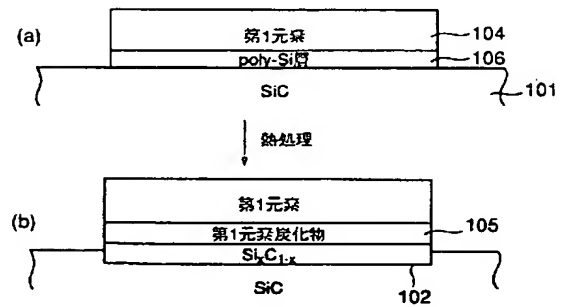 (a)
第1元素
104
poly-Si層
106
SiC
101
熱処理
(b)
第1元素
第1元素炭化物
105
SixC1-x
SiC
102